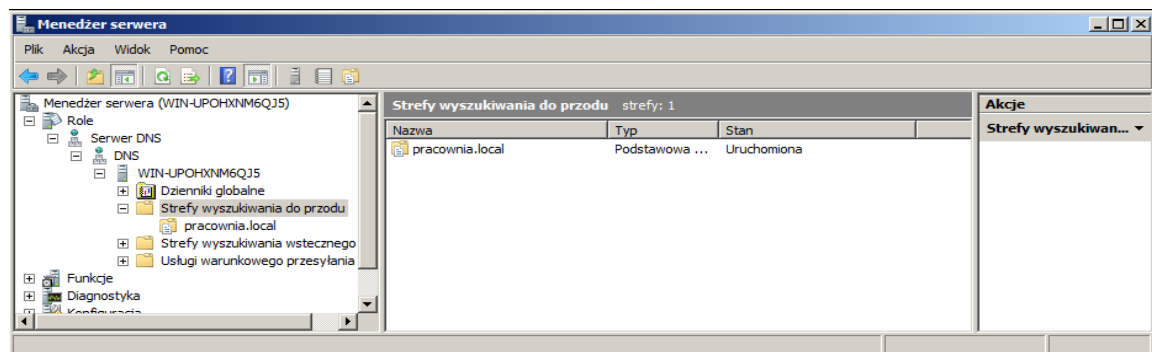 Menedżer serwera
Plik Akcja Widok Pomoc
Menedżer serwera (WIN-UPOHXNM6QJ5)
Role
Serwer DNS
DNS
WIN-UPOHXNM6QJ5
Dzienniki globalne
Strefy wyszukiwania do przodu
pracownia.local
Strefy wyszukiwania wstecznego
Usługi warunkowego przesyłania
Funkcje
Diagnostyka
Konfiguracja
Strefy wyszukiwania do przodu strefy: 1
Nazwa Typ Stan
pracownia.local Podstawowa ... Uruchomiona
Akcje
Strefy wyszukiwan...